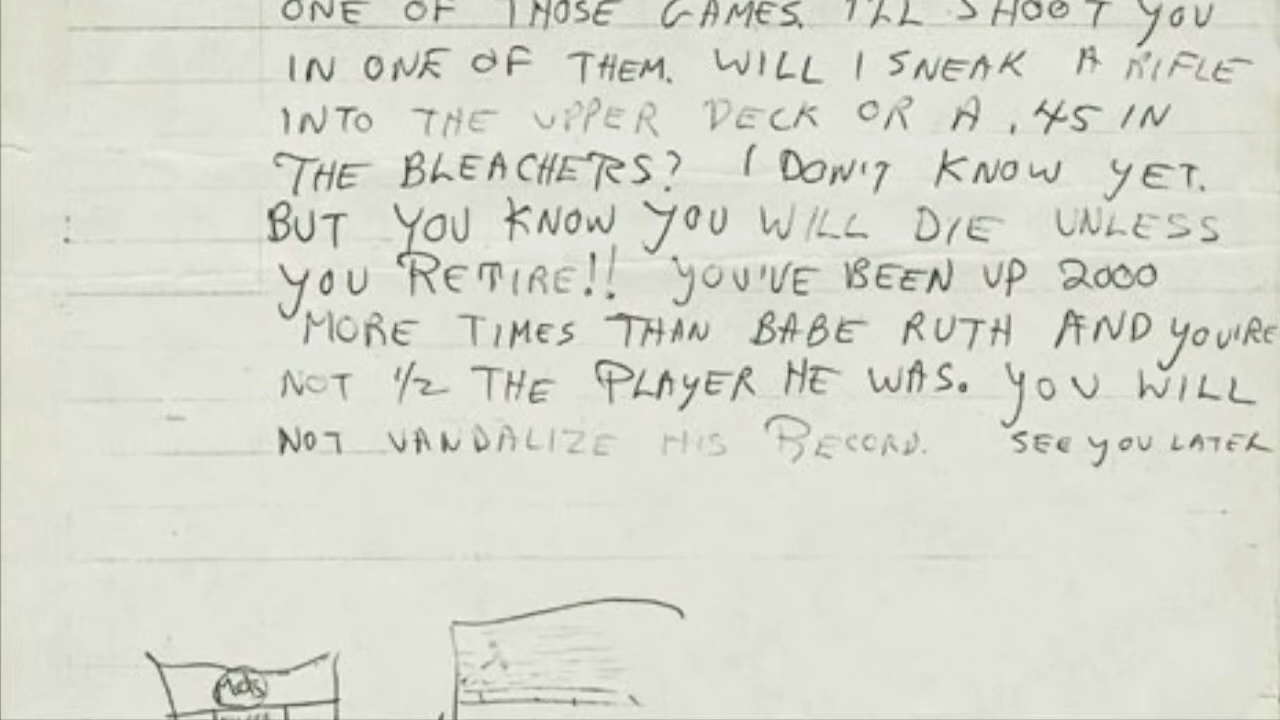 ONE OF THOSE GAMES. I'LL SHOOT YOU
IN ONE OF THEM. WILL I SNEAK A RIFLE
INTO THE UPPER DECK OR A .45 IN
THE BLEACHERS? I DON'T KNOW YET.
BUT YOU KNOW YOU WILL DIE UNLESS
YOU RETIRE!! YOU'VE BEEN UP 2000
MORE TIMES THAN BABE RUTH AND YOU'RE
NOT 1/2 THE PLAYER HE WAS. YOU WILL
NOT VANDALIZE HIS RECORD. SEE YOU LATER
Mets